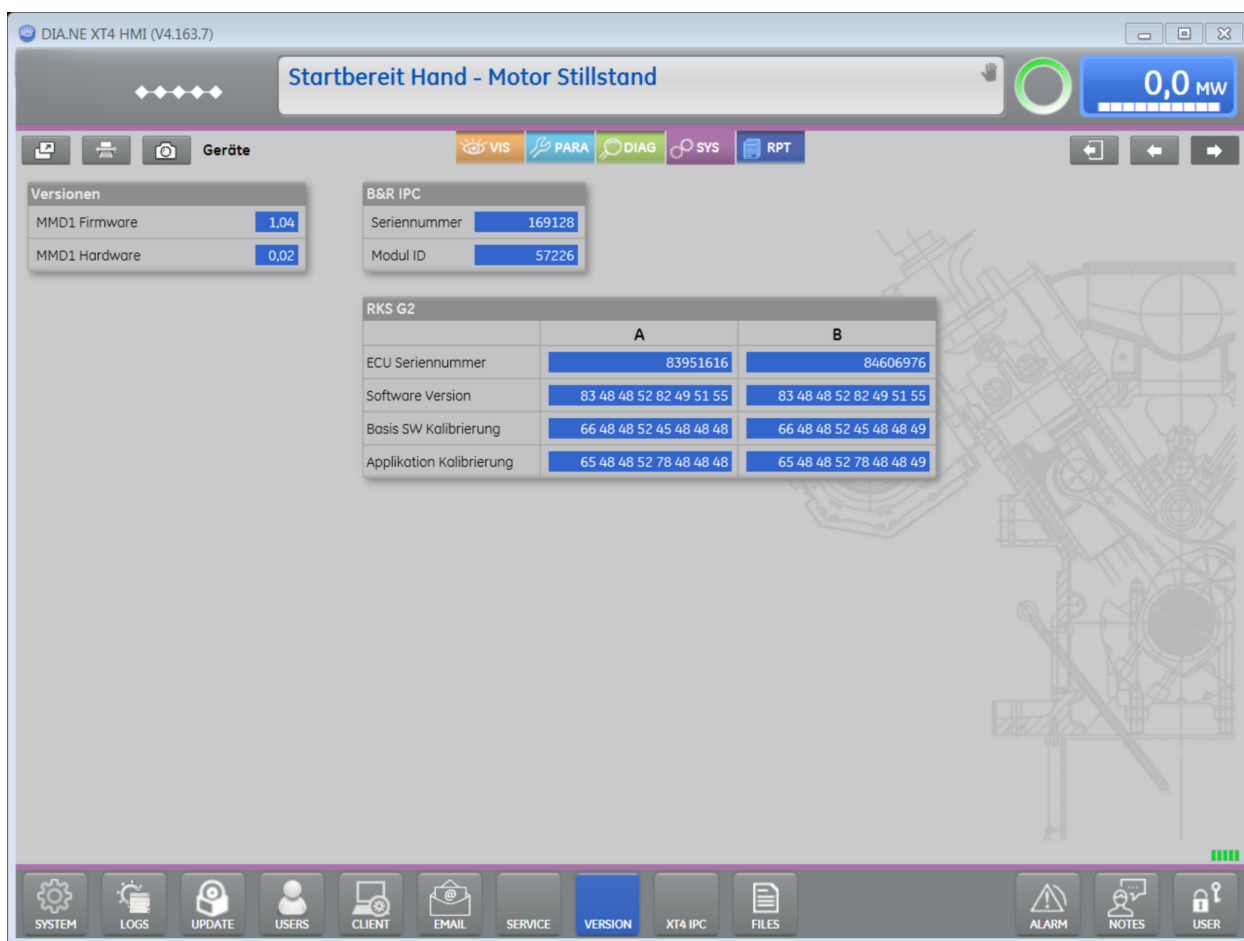 DIA.NE XT4 HMI (V4.163.7)
Startbereit Hand - Motor Stillstand
0,0 MW
Geräte
VIS
PARA
DIAG
SYS
RPT
Versionen
MMD1 Firmware 1,04
MMD1 Hardware 0,02
B&R IPC
Seriennummer 169128
Modul ID 57226
RKS G2
A B
ECU Seriennummer 83951616 84606976
Software Version 83 48 48 52 82 49 51 55 83 48 48 52 82 49 51 55
Basis SW Kalibrierung 66 48 48 52 45 48 48 48 66 48 48 52 45 48 48 49
Applikation Kalibrierung 65 48 48 52 78 48 48 48 65 48 48 52 78 48 48 49
SYSTEM
LOGS
UPDATE
USERS
CLIENT
EMAIL
SERVICE
VERSION
XT4 IPC
FILES
ALARM
NOTES
USER